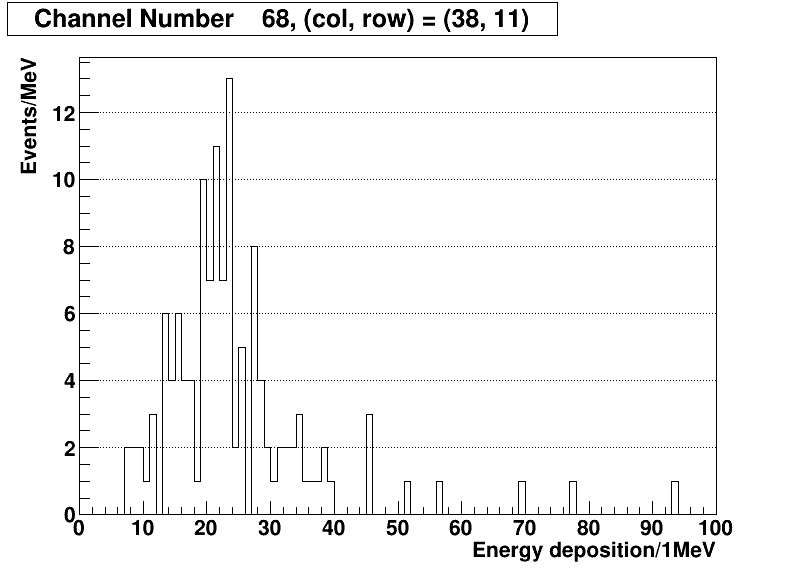 Channel Number 68, (col, row) = (38, 11)
Events/MeV
12
10
8
6
4
2
0
0 10 20 30 40 50 60 70 80 90 100
Energy deposition/1MeV